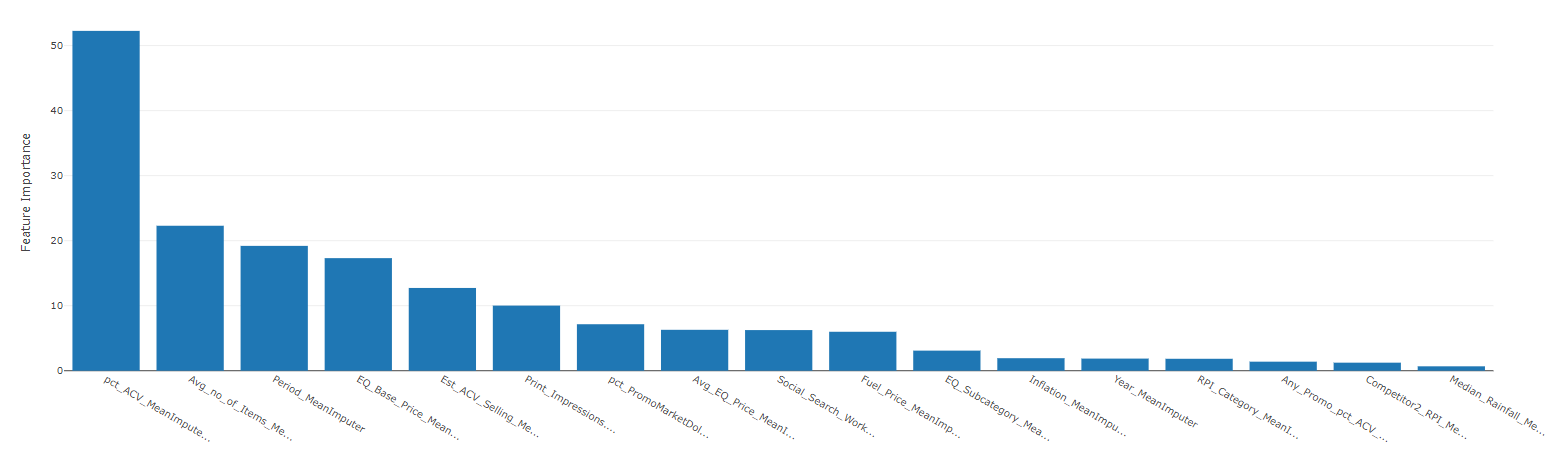 Feature Importance
50
40
30
20
10
0
pct_ACV_MeanImpute...
Avg_no_of_Items_Me...
Period_MeanImputer
EQ_Base_Price_Mean...
Est_ACV_Selling_Me...
Print_Impressions....
pct_PromoMarketDol...
Avg_EQ_Price_MeanI...
Social_Search_Work...
Fuel_Price_MeanImp...
EQ_Subcategory_Mea...
Inflation_MeanImpu...
Year_MeanImputer
RPI_Category_MeanI...
Any_Promo_pct_ACV_...
Competitor2_RPI_Me...
Median_Rainfall_Me...